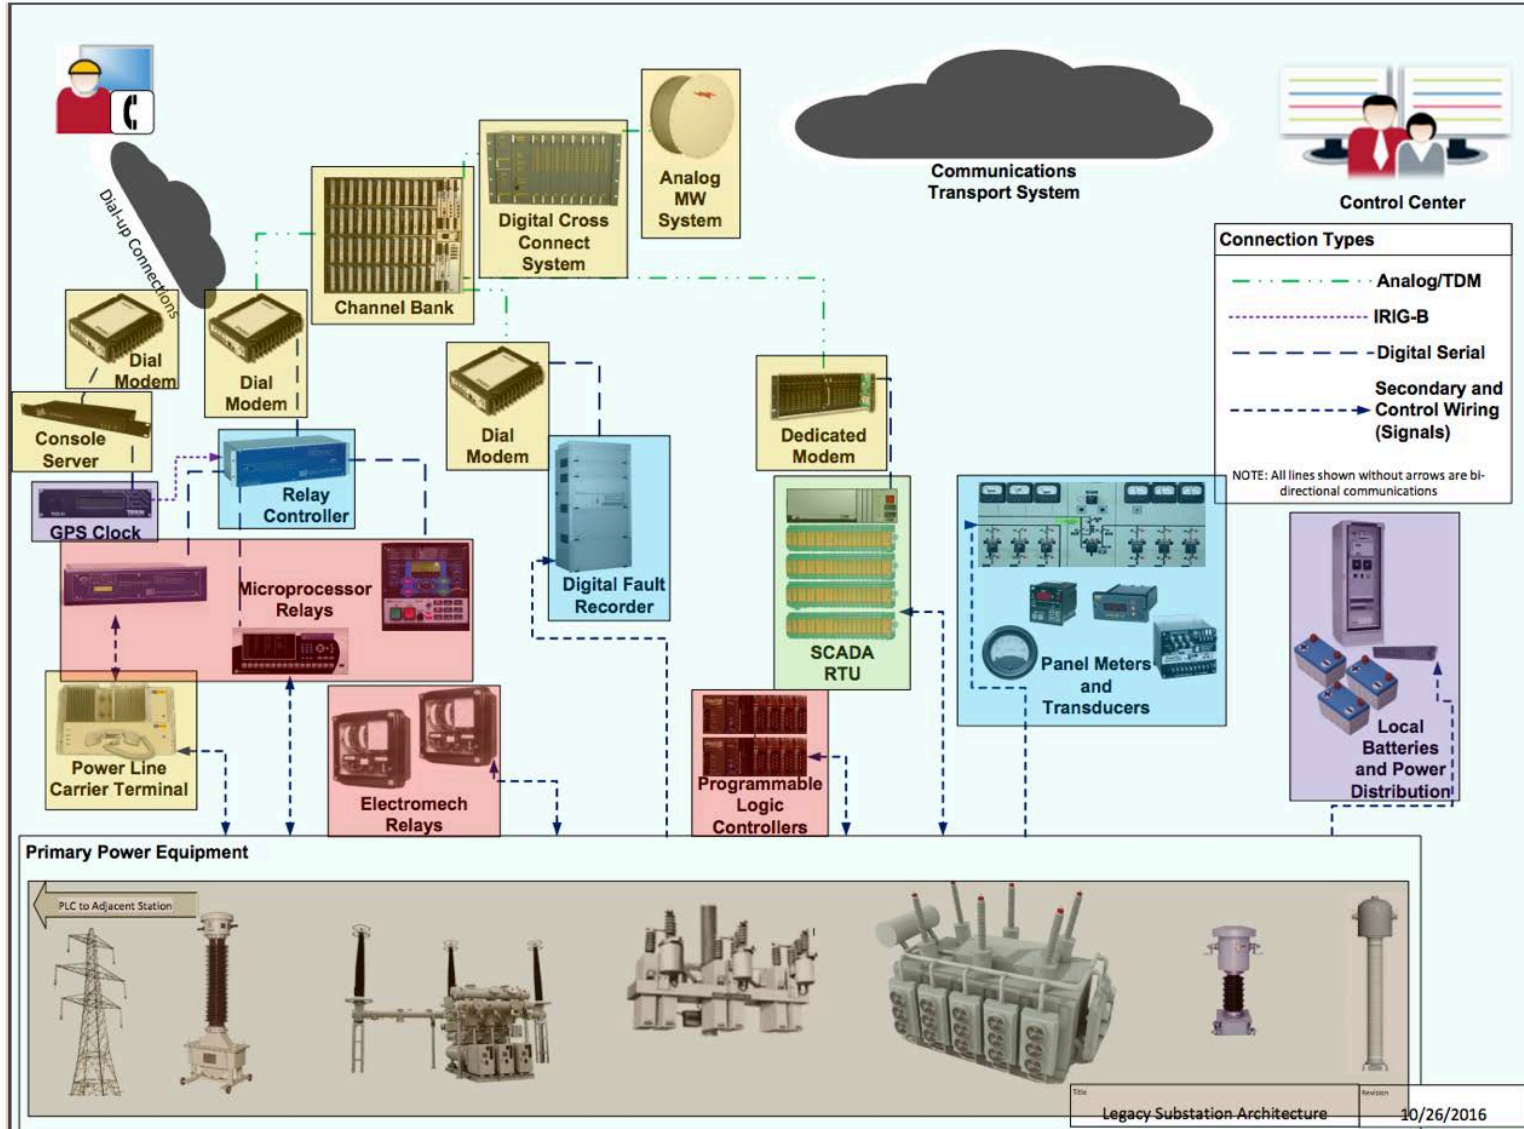 Dial-up Connections
Analog
MW
System
Communications
Transport System
Control Center
Digital Cross
Connect
System
Channel Bank
Connection Types
Analog/TDM
IRIG-B
Digital Serial
Secondary and
Control Wiring
(Signals)
NOTE: All lines shown without arrows are bi-
directional communications
Dial
Modem
Dial
Modem
Dial
Modem
Dedicated
Modem
Console
Server
GPS Clock
Relay
Controller
Microprocessor
Relays
Digital Fault
Recorder
SCADA
RTU
Panel Meters
and
Transducers
Local
Batteries
and Power
Distribution
Power Line
Carrier Terminal
Electromech
Relays
Programmable
Logic
Controllers
Primary Power Equipment
PLC to Adjacent Station
Title
Legacy Substation Architecture
Revision
10/26/2016